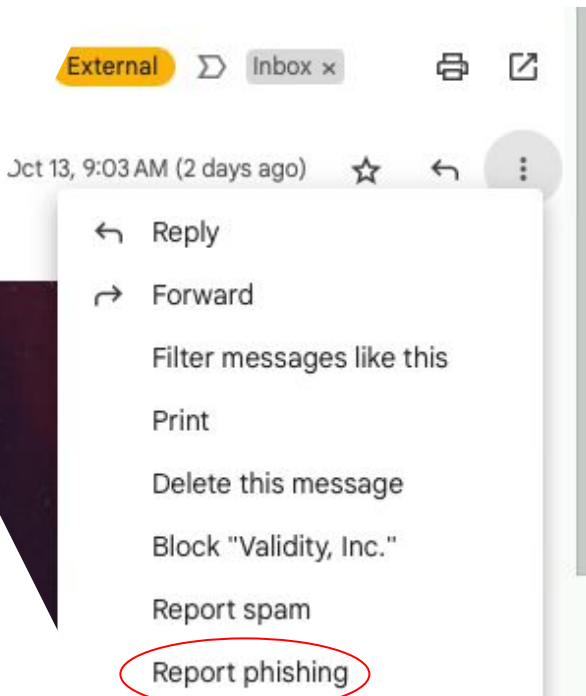 External Inbox ×
Oct 13, 9:03 AM (2 days ago)
Reply
Forward
Filter messages like this
Print
Delete this message
Block "Validity, Inc."
Report spam
Report phishing